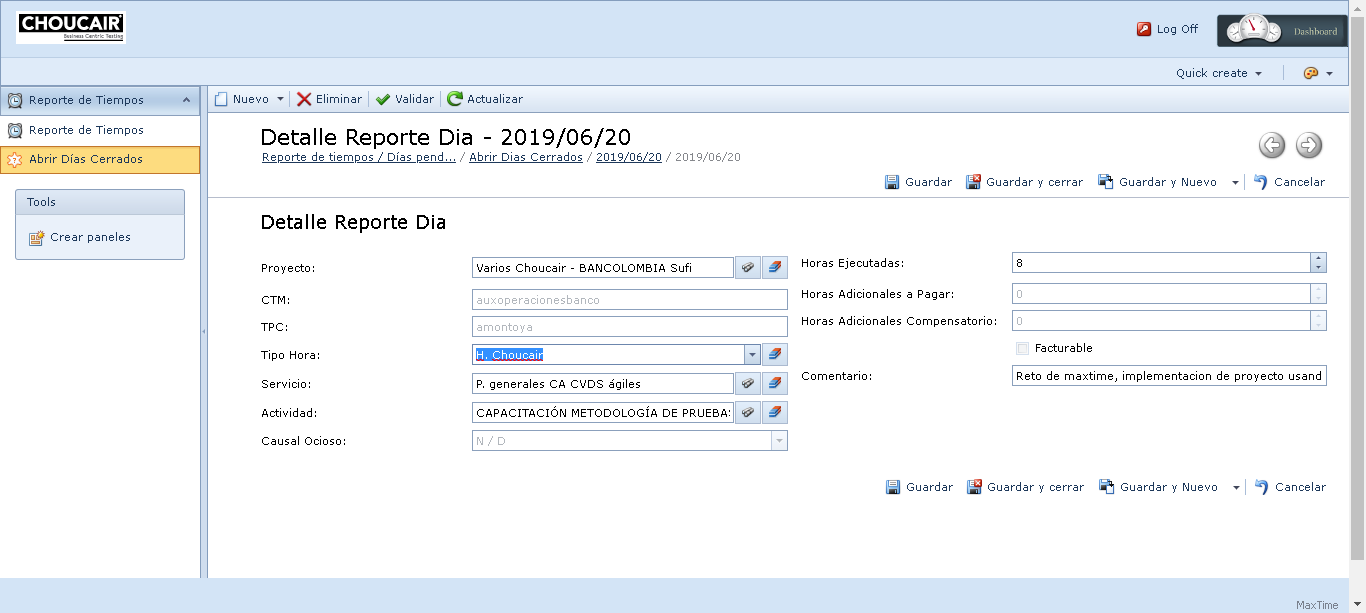 CHOUCAIR
Business Centric Testing
Log Off
Dashboard
Quick create
Reporte de Tiempos
Reporte de Tiempos
Abrir Días Cerrados
Tools
Crear paneles
Nuevo Eliminar Validar Actualizar
Detalle Reporte Dia - 2019/06/20
Reporte de tiempos / Días pend... / Abrir Dias Cerrados / 2019/06/20 / 2019/06/20
Guardar Guardar y cerrar Guardar y Nuevo Cancelar
Detalle Reporte Dia
Proyecto: Varios Choucair - BANCOLOMBIA Sufi
CTM: auxoperacionesbanco
TPC: amontoya
Tipo Hora: H. Choucair
Servicio: P. generales CA CVDS ágiles
Actividad: CAPACITACIÓN METODOLOGÍA DE PRUEBAS
Causal Ocioso: N / D
Horas Ejecutadas: 8
Horas Adicionales a Pagar: 0
Horas Adicionales Compensatorio: 0
Facturable
Comentario: Reto de maxtime, implementacion de proyecto usand
Guardar Guardar y cerrar Guardar y Nuevo Cancelar
MaxTime